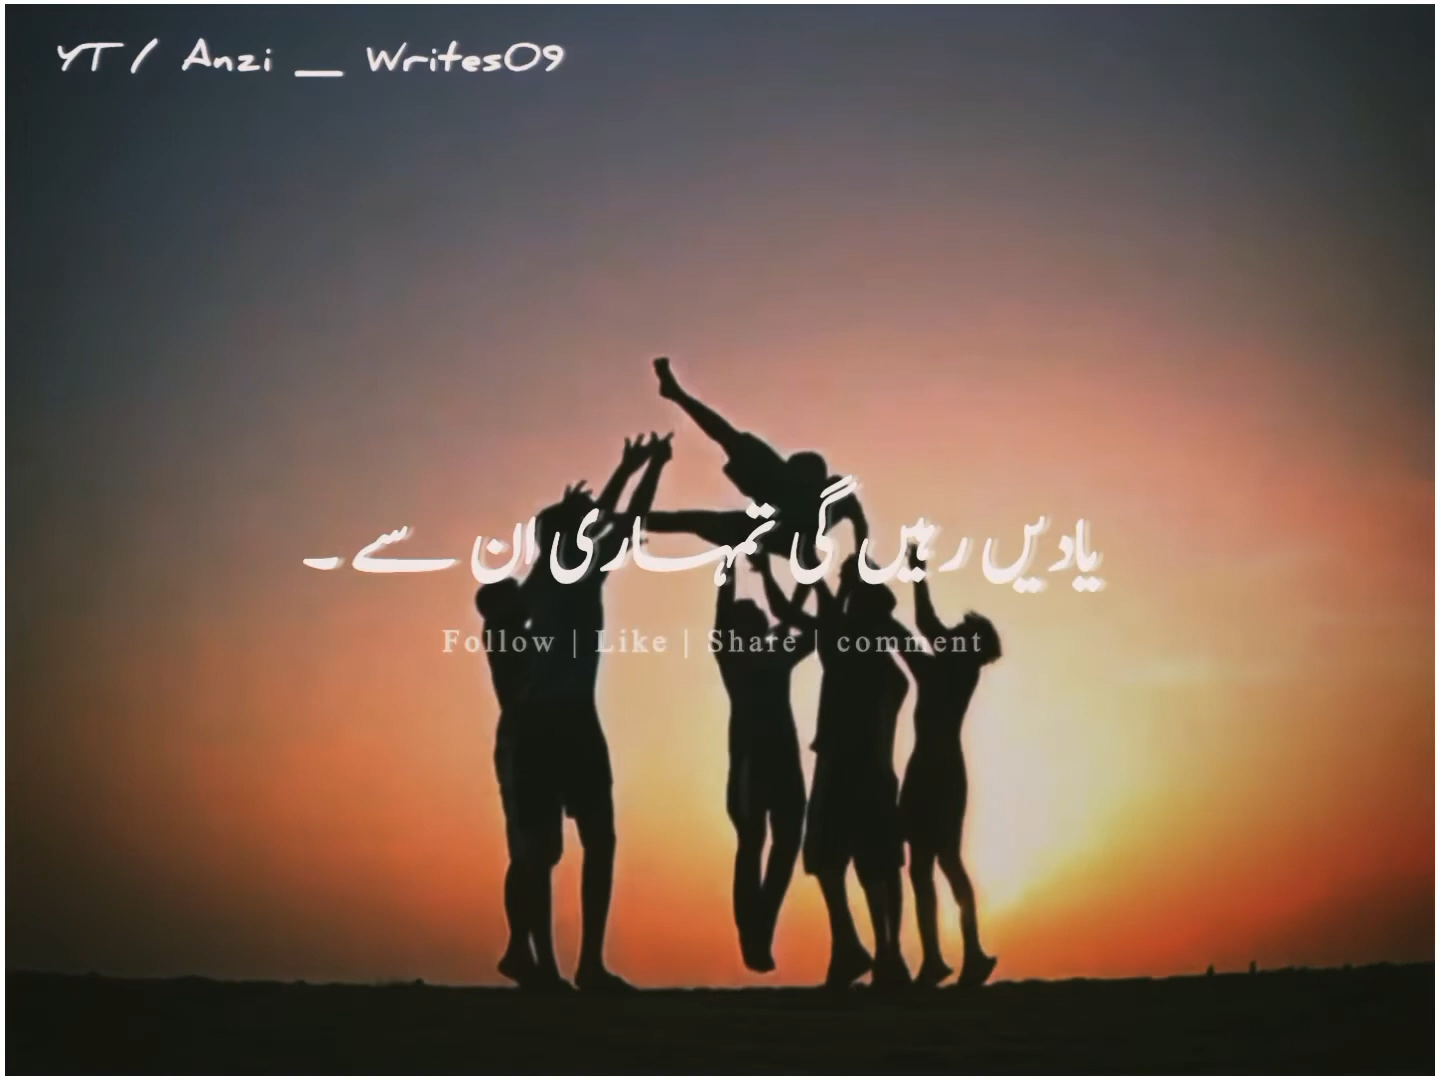 YT / Anzi _ Writes09
یادیں رہیں گی تمہاری ان سے۔
Follow | Like | Share | comment